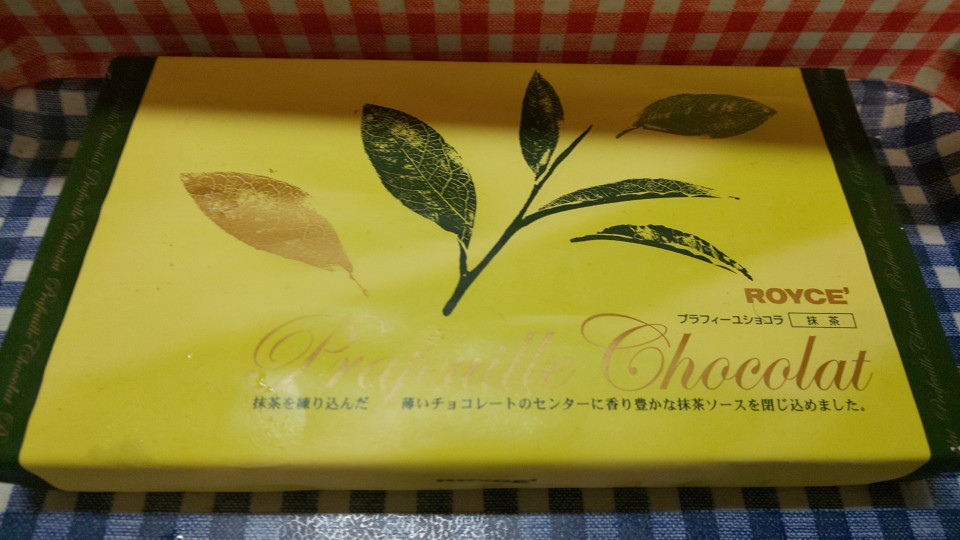 ROYCE'
プラフィーユショコラ 抹茶
Prafeuille Chocolat
抹茶を練り込んだ 薄いチョコレートのセンターに香り豊かな抹茶ソースを閉じ込めました。
ROYCE'